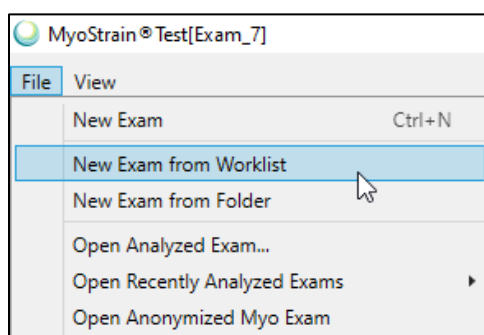 MyoStrain® Test[Exam_7]
File View
New Exam Ctrl+N
New Exam from Worklist
New Exam from Folder
Open Analyzed Exam...
Open Recently Analyzed Exams
Open Anonymized Myo Exam